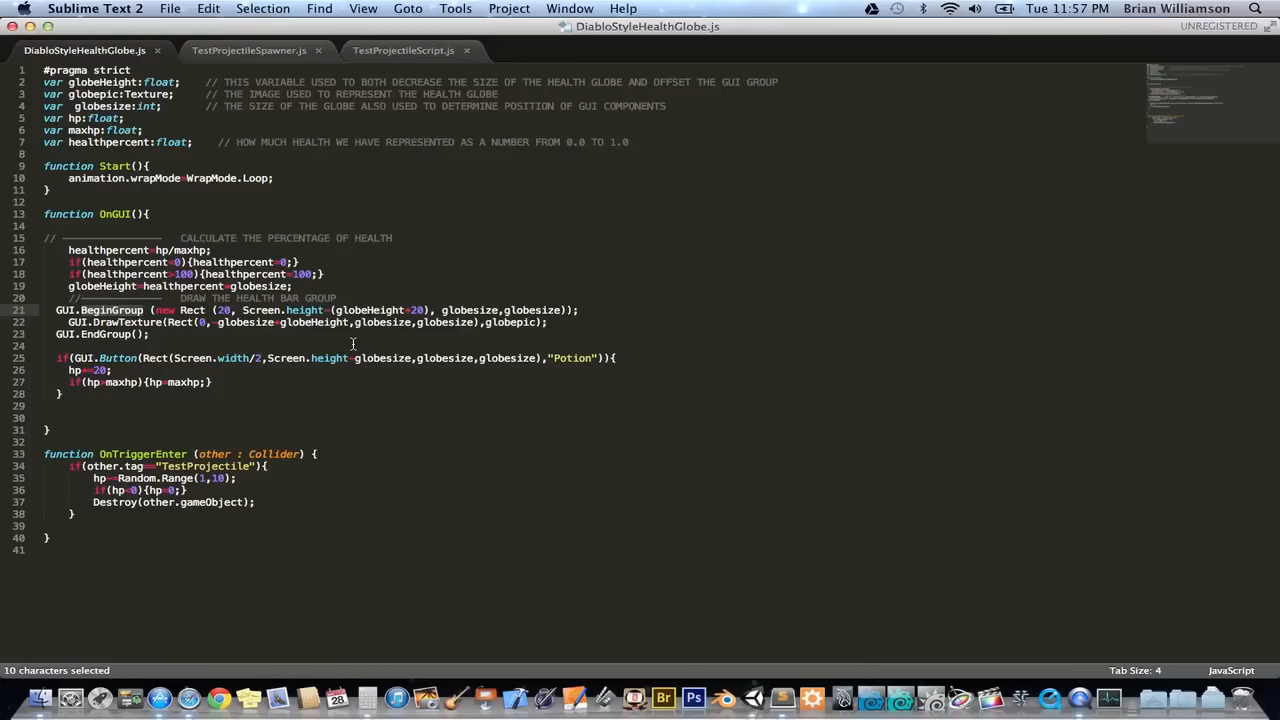 Sublime Text 2 File Edit Selection Find View Goto Tools Project Window Help Tue 11:57 PM Brian Williamson
DiabloStyleHealthGlobe.js UNREGISTERED
DiabloStyleHealthGlobe.js × TestProjectileSpawner.js × TestProjectileScript.js ×
1 #pragma strict
2 var globeHeight:float; // THIS VARIABLE USED TO BOTH DECREASE THE SIZE OF THE HEALTH GLOBE AND OFFSET THE GUI GROUP
3 var globepic:Texture; // THE IMAGE USED TO REPRESENT THE HEALTH GLOBE
4 var globesize:int; // THE SIZE OF THE GLOBE ALSO USED TO DETERMINE POSITION OF GUI COMPONENTS
5 var hp:float;
6 var maxhp:float;
7 var healthpercent:float; // HOW MUCH HEALTH WE HAVE REPRESENTED AS A NUMBER FROM 0.0 TO 1.0
8
9 function Start(){
10 animation.wrapMode=WrapMode.Loop;
11 }
12
13 function OnGUI(){
14
15 // ———————— CALCULATE THE PERCENTAGE OF HEALTH
16 healthpercent=hp/maxhp;
17 if(healthpercent<0){healthpercent=0;}
18 if(healthpercent>100){healthpercent=100;}
19 globeHeight=healthpercent*globesize;
20 //———————— DRAW THE HEALTH BAR GROUP
21 GUI.BeginGroup (new Rect (20, Screen.height-(globeHeight+20), globesize,globesize));
22 GUI.DrawTexture(Rect(0,-globesize+globeHeight,globesize,globesize),globepic);
23 GUI.EndGroup();
24
25 if(GUI.Button(Rect(Screen.width/2,Screen.height-globesize,globesize,globesize),"Potion")){
26 hp+=20;
27 if(hp>maxhp){hp=maxhp;}
28 }
29
30
31 }
32
33 function OnTriggerEnter (other : Collider) {
34 if(other.tag=="TestProjectile"){
35 hp-=Random.Range(1,10);
36 if(hp<0){hp=0;}
37 Destroy(other.gameObject);
38 }
39
40 }
41
10 characters selected Tab Size: 4 JavaScript
28 Br Ps